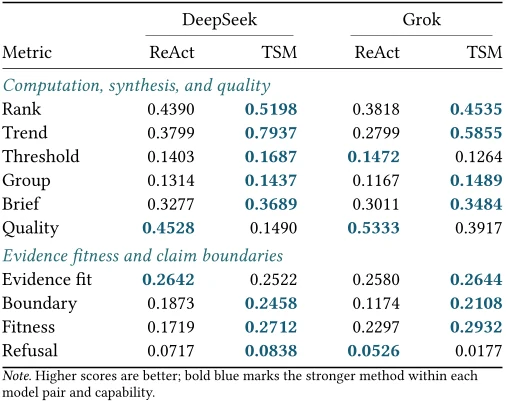 DeepSeek Grok
Metric ReAct TSM ReAct TSM
Computation, synthesis, and quality
Rank 0.4390 0.5198 0.3818 0.4535
Trend 0.3799 0.7937 0.2799 0.5855
Threshold 0.1403 0.1687 0.1472 0.1264
Group 0.1314 0.1437 0.1167 0.1489
Brief 0.3277 0.3689 0.3011 0.3484
Quality 0.4528 0.1490 0.5333 0.3917
Evidence fitness and claim boundaries
Evidence fit 0.2642 0.2522 0.2580 0.2644
Boundary 0.1873 0.2458 0.1174 0.2108
Fitness 0.1719 0.2712 0.2297 0.2932
Refusal 0.0717 0.0838 0.0526 0.0177
Note. Higher scores are better; bold blue marks the stronger method within each
model pair and capability.